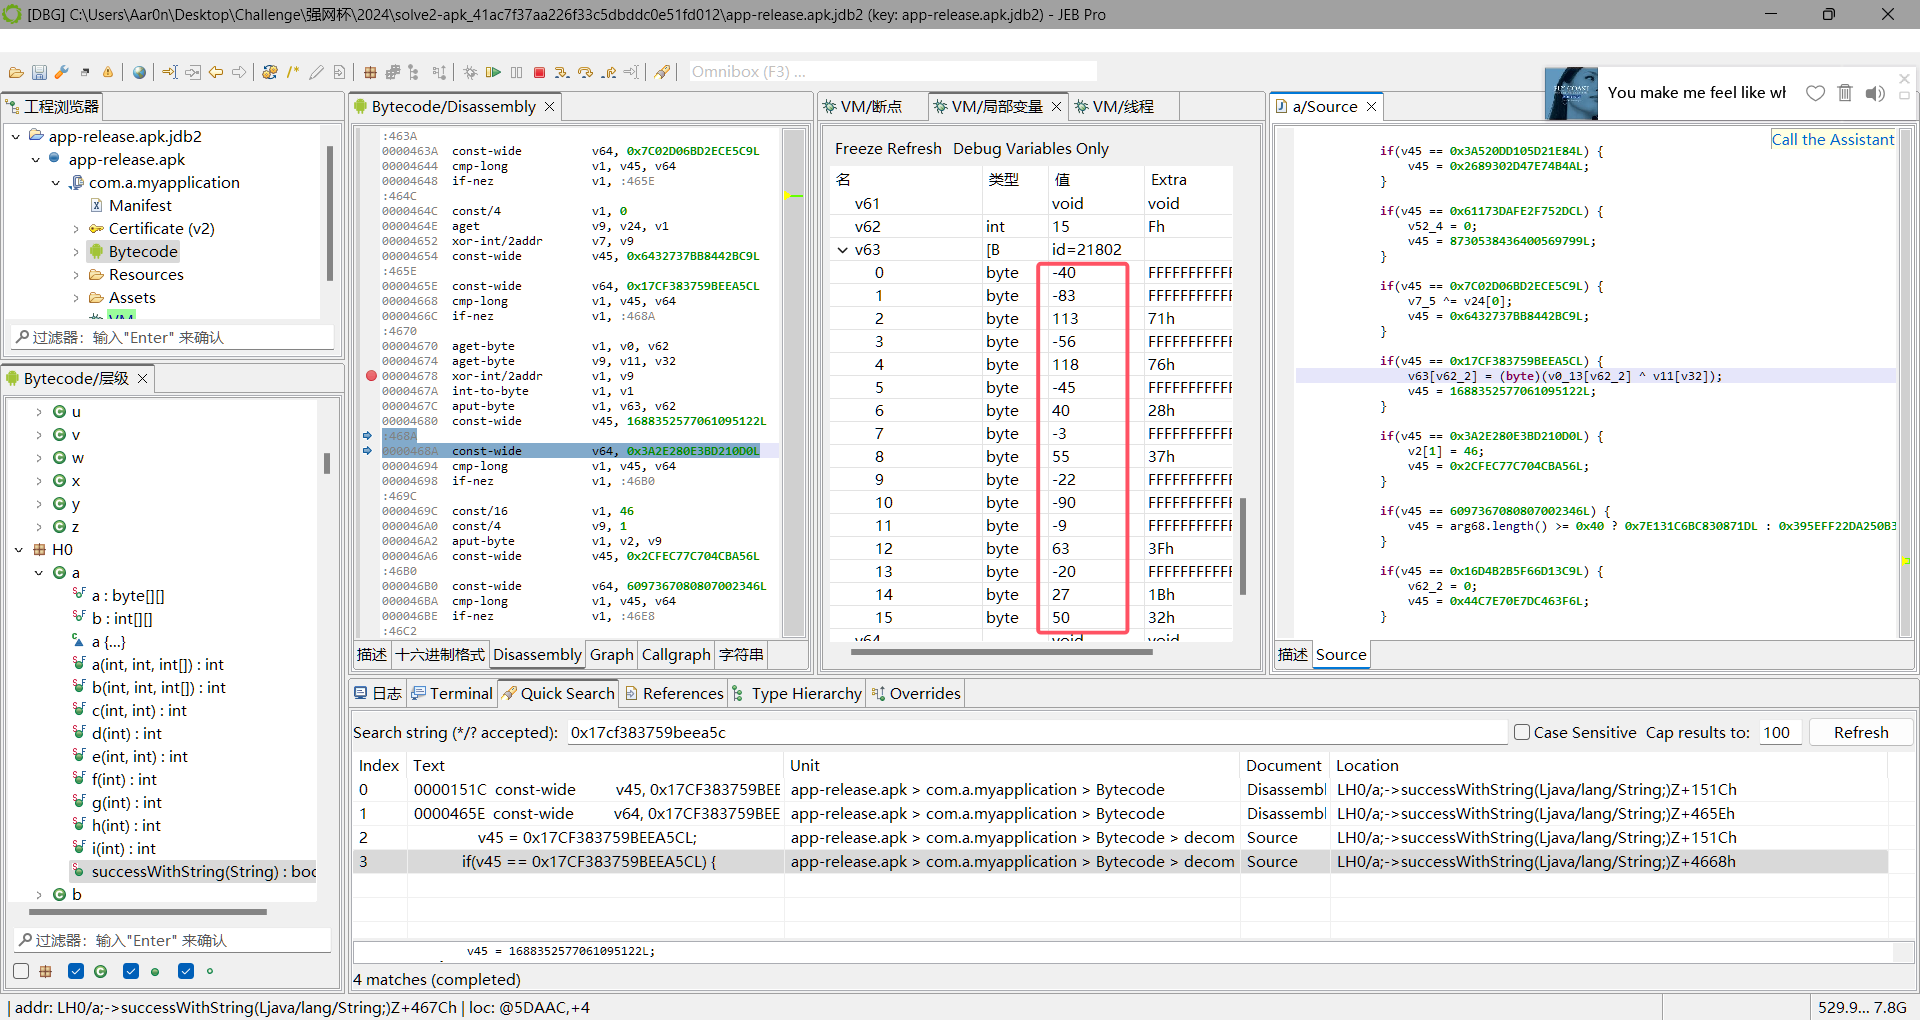 [DBG] C:\Users\Aar0n\Desktop\Challenge\强网杯\2024\solve2-apk_41ac7f37aa226f33c5dbddc0e51fd012\app-release.apk.jdb2 (key: app-release.apk.jdb2) - JEB Pro
Omnibox (F3) ...
You make me feel like wh
工程浏览器
app-release.apk.jdb2
app-release.apk
com.a.myapplication
Manifest
Certificate (v2)
Bytecode
Resources
Assets
VM
过滤器: 输入"Enter" 来确认
Bytecode/层级
u
v
w
x
y
z
H0
a
a : byte[][]
b : int[][]
a {...}
a(int, int, int[]) : int
b(int, int, int[]) : int
c(int, int) : int
d(int) : int
e(int, int) : int
f(int) : int
g(int) : int
h(int) : int
i(int) : int
successWithString(String) : boo
b
过滤器: 输入"Enter" 来确认
Bytecode/Disassembly
:463A
0000463A const-wide v64, 0x7C02D06BD2ECE5C9L
00004644 cmp-long v1, v45, v64
00004648 if-nez v1, :465E
:464C
0000464C const/4 v1, 0
0000464E aget v9, v24, v1
00004652 xor-int/2addr v7, v9
00004654 const-wide v45, 0x6432737BB8442BC9L
:465E
0000465E const-wide v64, 0x17CF383759BEEA5CL
00004668 cmp-long v1, v45, v64
0000466C if-nez v1, :468A
:4670
00004670 aget-byte v1, v0, v62
00004674 aget-byte v9, v11, v32
00004678 xor-int/2addr v1, v9
0000467A int-to-byte v1, v1
0000467C aput-byte v1, v63, v62
00004680 const-wide v45, 1688352577061095122L
:468A
0000468A const-wide v64, 0x3A2E280E3BD210D0L
00004694 cmp-long v1, v45, v64
00004698 if-nez v1, :46B0
:469C
0000469C const/16 v1, 46
000046A0 const/4 v9, 1
000046A2 aput-byte v1, v2, v9
000046A6 const-wide v45, 0x2CFEC77C704CBA56L
:46B0
000046B0 const-wide v64, 6097367080807002346L
000046BA cmp-long v1, v45, v64
000046BE if-nez v1, :46E8
:46C2
描述 十六进制格式 Disassembly Graph Callgraph 字符串
VM/断点 VM/局部变量 VM/线程
Freeze Refresh Debug Variables Only
名 类型 值 Extra
v61 void void
v62 int 15 Fh
v63 [B id=21802
0 byte -40 FFFFFFFFFFF
1 byte -83 FFFFFFFFFFF
2 byte 113 71h
3 byte -56 FFFFFFFFFFF
4 byte 118 76h
5 byte -45 FFFFFFFFFFF
6 byte 40 28h
7 byte -3 FFFFFFFFFFF
8 byte 55 37h
9 byte -22 FFFFFFFFFFF
10 byte -90 FFFFFFFFFFF
11 byte -9 FFFFFFFFFFF
12 byte 63 3Fh
13 byte -20 FFFFFFFFFFF
14 byte 27 1Bh
15 byte 50 32h
v64 void void
a/Source
Call the Assistant
if(v45 == 0x3A520DD105D21E84L) {
v45 = 0x2689302D47E74B4AL;
}
if(v45 == 0x61173DAFE2F752DCL) {
v52_4 = 0;
v45 = 8730538436400569799L;
}
if(v45 == 0x7C02D06BD2ECE5C9L) {
v7_5 ^= v24[0];
v45 = 0x6432737BB8442BC9L;
}
if(v45 == 0x17CF383759BEEA5CL) {
v63[v62_2] = (byte)(v0_13[v62_2] ^ v11[v32]);
v45 = 1688352577061095122L;
}
if(v45 == 0x3A2E280E3BD210D0L) {
v2[1] = 46;
v45 = 0x2CFEC77C704CBA56L;
}
if(v45 == 6097367080807002346L) {
v45 = arg68.length() >= 0x40 ? 0x7E131C6BC830871DL : 0x395EFF22DA250B3
}
if(v45 == 0x16D4B2B5F66D13C9L) {
v62_2 = 0;
v45 = 0x44C7E70E7DC463F6L;
}
描述 Source
日志 Terminal Quick Search References Type Hierarchy Overrides
Search string (*/? accepted): 0x17cf383759beea5c Case Sensitive Cap results to: 100 Refresh
Index Text Unit Document Location
0 0000151C const-wide v45, 0x17CF383759BEE app-release.apk > com.a.myapplication > Bytecode Disassembl LH0/a;->successWithString(Ljava/lang/String;)Z+151Ch
1 0000465E const-wide v64, 0x17CF383759BEE app-release.apk > com.a.myapplication > Bytecode Disassembl LH0/a;->successWithString(Ljava/lang/String;)Z+465Eh
2 v45 = 0x17CF383759BEEA5CL; app-release.apk > com.a.myapplication > Bytecode > decom Source LH0/a;->successWithString(Ljava/lang/String;)Z+151Ch
3 if(v45 == 0x17CF383759BEEA5CL) { app-release.apk > com.a.myapplication > Bytecode > decom Source LH0/a;->successWithString(Ljava/lang/String;)Z+4668h
v45 = 1688352577061095122L;
4 matches (completed)
| addr: LH0/a;->successWithString(Ljava/lang/String;)Z+467Ch | loc: @5DAAC,+4
529.9... 7.8G